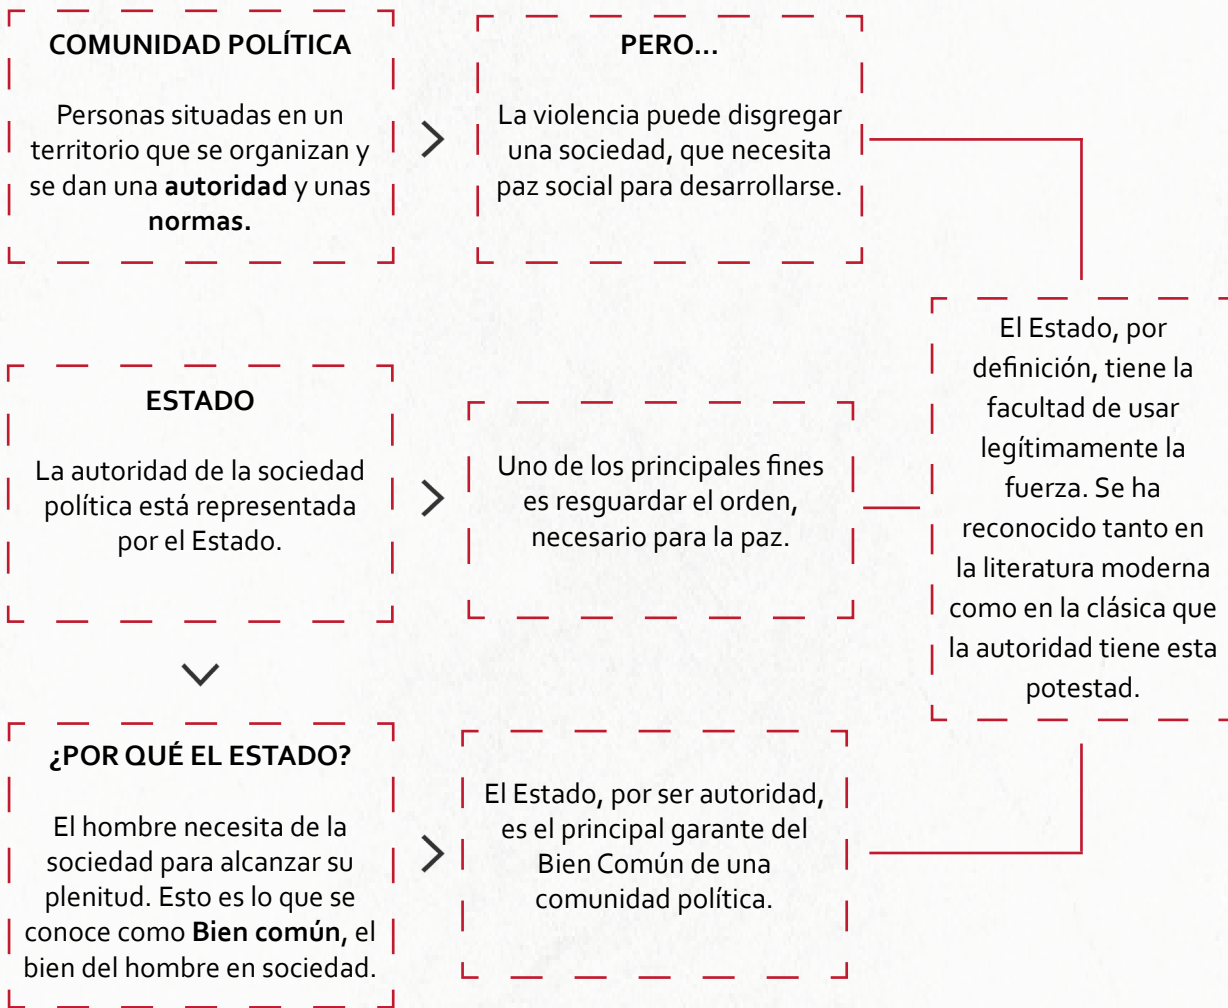 COMUNIDAD POLÍTICA
Personas situadas en un
territorio que se organizan y
se dan una autoridad y unas
normas.
PERO...
La violencia puede disgregar
una sociedad, que necesita
paz social para desarrollarse.
ESTADO
La autoridad de la sociedad
política está representada
por el Estado.
Uno de los principales fines
es resguardar el orden,
necesario para la paz.
El Estado, por
definición, tiene la
facultad de usar
legítimamente la
fuerza. Se ha
reconocido tanto en
la literatura moderna
como en la clásica que
la autoridad tiene esta
potestad.
¿POR QUÉ EL ESTADO?
El hombre necesita de la
sociedad para alcanzar su
plenitud. Esto es lo que se
conoce como Bien común, el
bien del hombre en sociedad.
El Estado, por ser autoridad,
es el principal garante del
Bien Común de una
comunidad política.